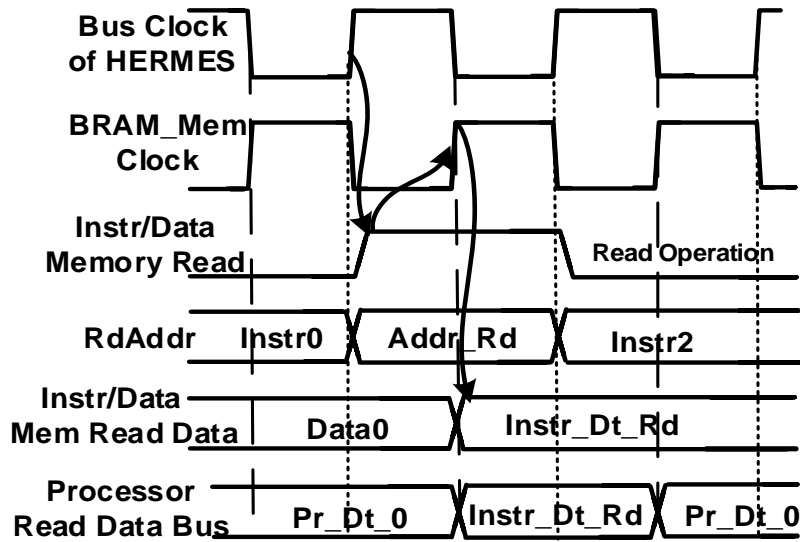 Bus Clock
of HERMES
BRAM_Mem
Clock
Instr/Data
Memory Read
Read Operation
RdAddr
Instr0
Addr_Rd
Instr2
Instr/Data
Mem Read Data
Data0
Instr_Dt_Rd
Processor
Read Data Bus
Pr_Dt_0
Instr_Dt_Rd
Pr_Dt_0